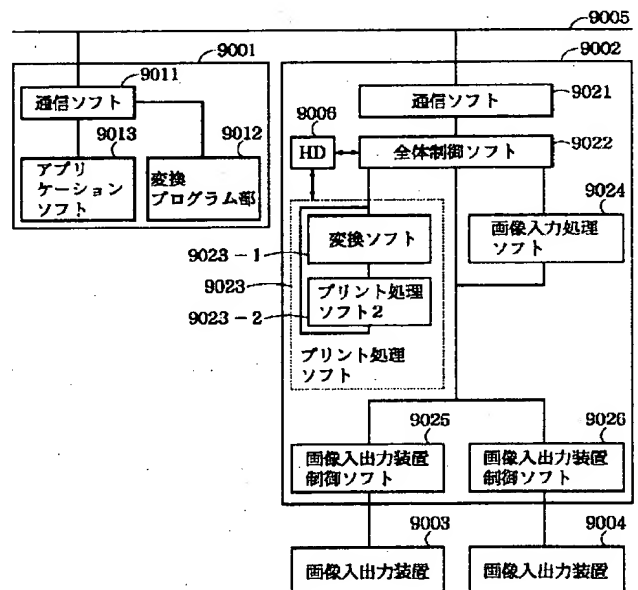 9005
9001
9002
9011
通信ソフト
9013
9012
アプリ
ケーション
ソフト
変換
プログラム部
通信ソフト
9021
9006
HD
全体制御ソフト
9022
9024
変換ソフト
画像入力処理
ソフト
9023-1
9023
プリント処理
ソフト2
9023-2
プリント処理
ソフト
9025
9026
画像入出力装置
制御ソフト
画像入出力装置
制御ソフト
9003
9004
画像入出力装置
画像入出力装置